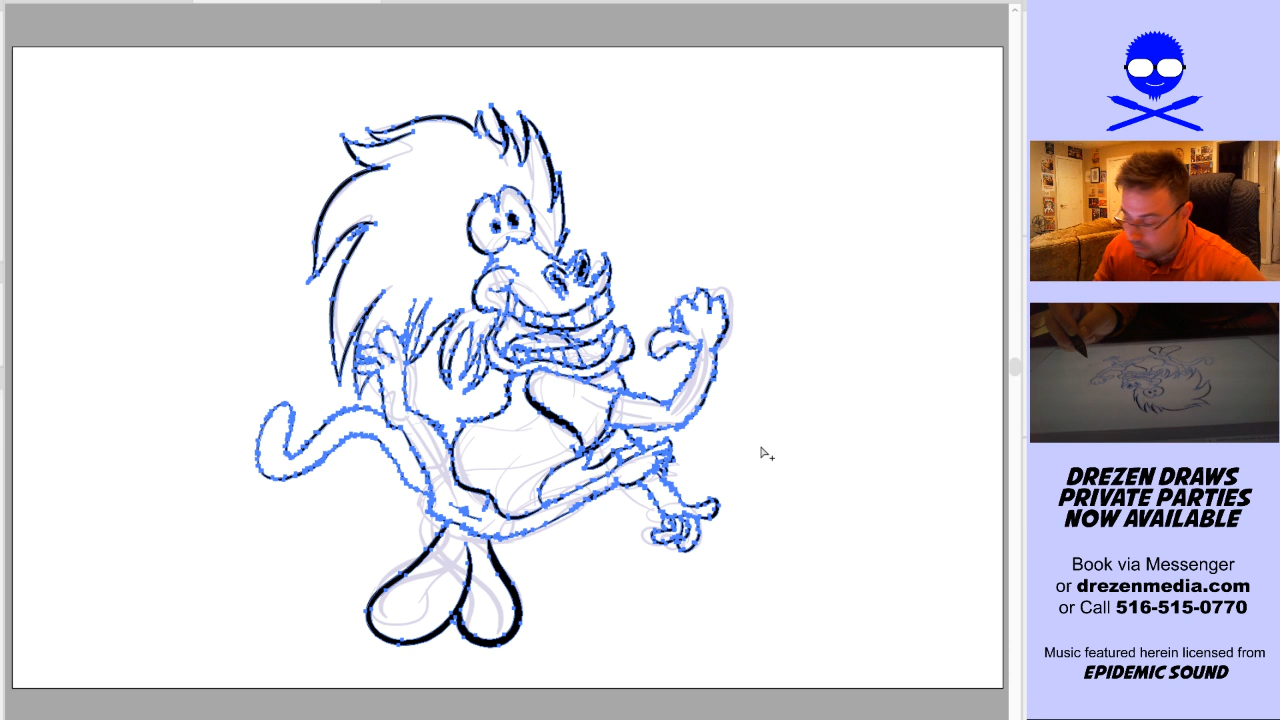 DREZEN DRAWS
PRIVATE PARTIES
NOW AVAILABLE
Book via Messenger
or drezenmedia.com
or Call 516-515-0770
Music featured herein licensed from
EPIDEMIC SOUND